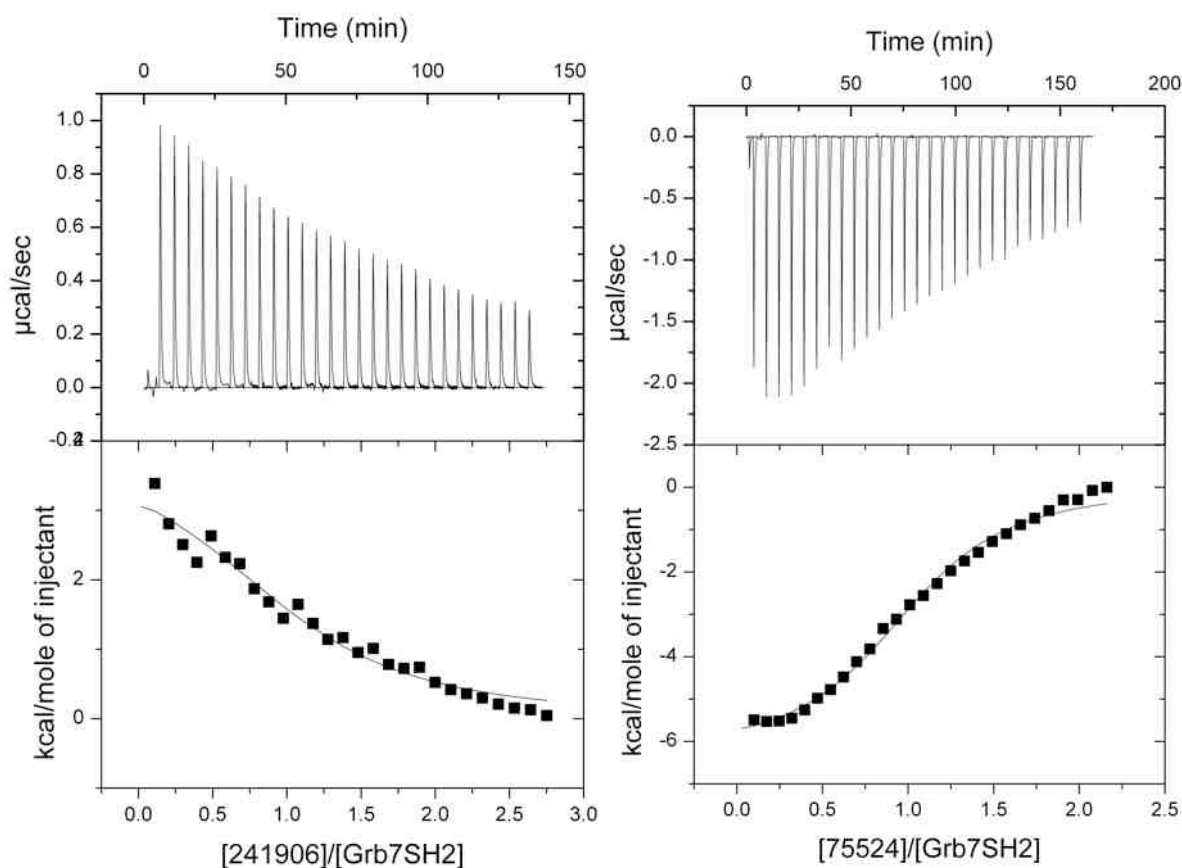 Time (min)
0 50 100 150
1.0
0.8
0.6
0.4
0.2
0.0
-0.2
µcal/sec
2
0
kcal/mole of injectant
0.0 0.5 1.0 1.5 2.0 2.5 3.0
[241906]/[Grb7SH2]
Time (min)
0 50 100 150 200
0.0
-0.5
-1.0
-1.5
-2.0
-2.5
µcal/sec
0
-2
-4
-6
kcal/mole of injectant
0.0 0.5 1.0 1.5 2.0 2.5
[75524]/[Grb7SH2]